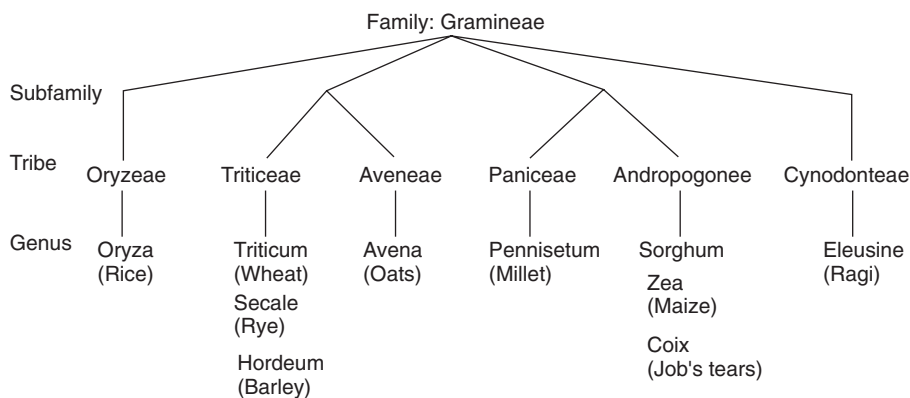 Family: Gramineae
Subfamily
Tribe
Oryzeae Triticeae Aveneae Paniceae Andropogonee Cynodonteae
Genus
Oryza Triticum Avena Pennisetum Sorghum Eleusine
(Rice) (Wheat) (Oats) (Millet) (Ragi)
Zea
Secale (Maize)
(Rye)
Coix
Hordeum (Job's tears)
(Barley)